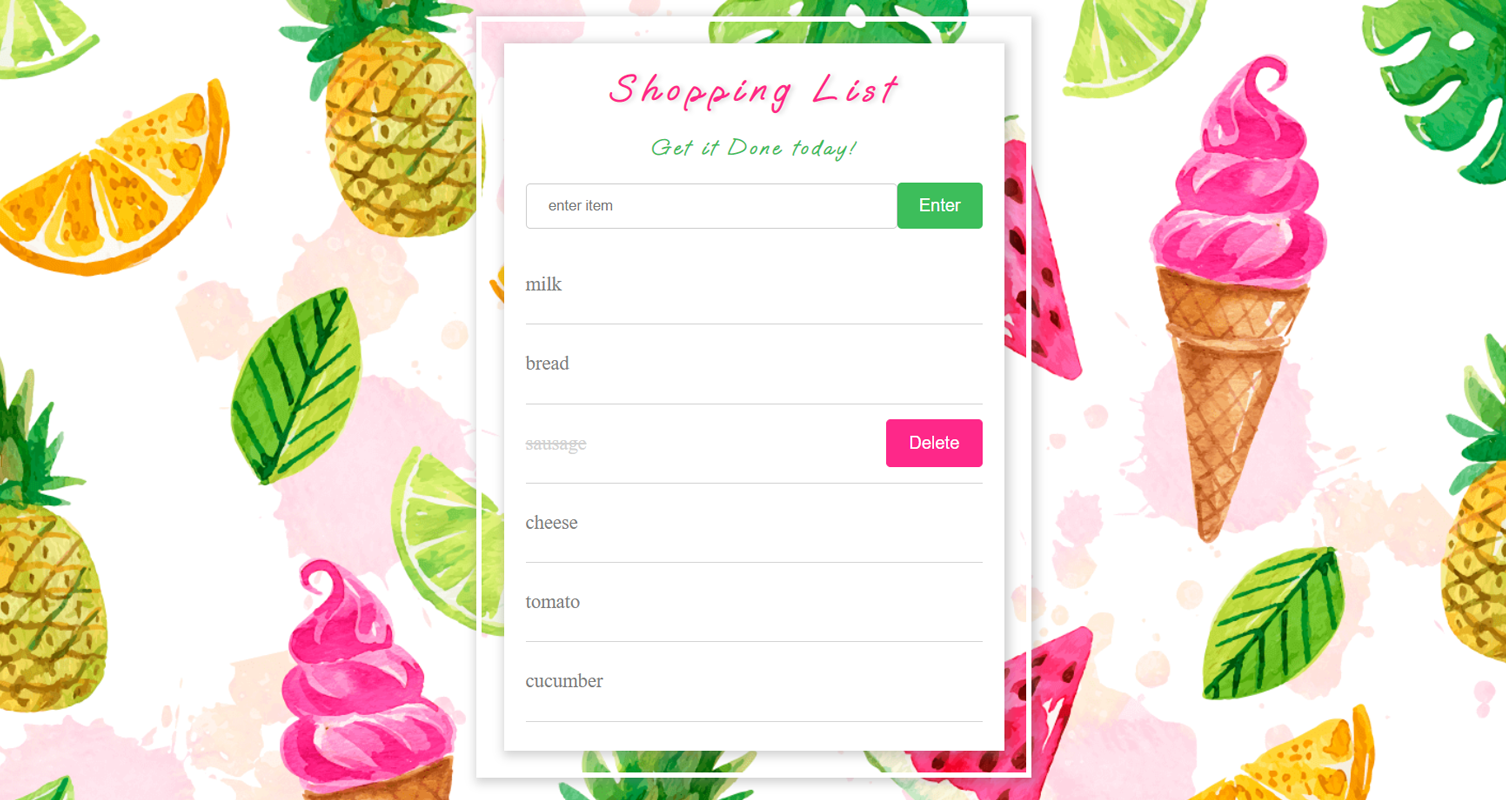 Shopping List
Get it Done today!
enter item Enter
milk
bread
sausage Delete
cheese
tomato
cucumber